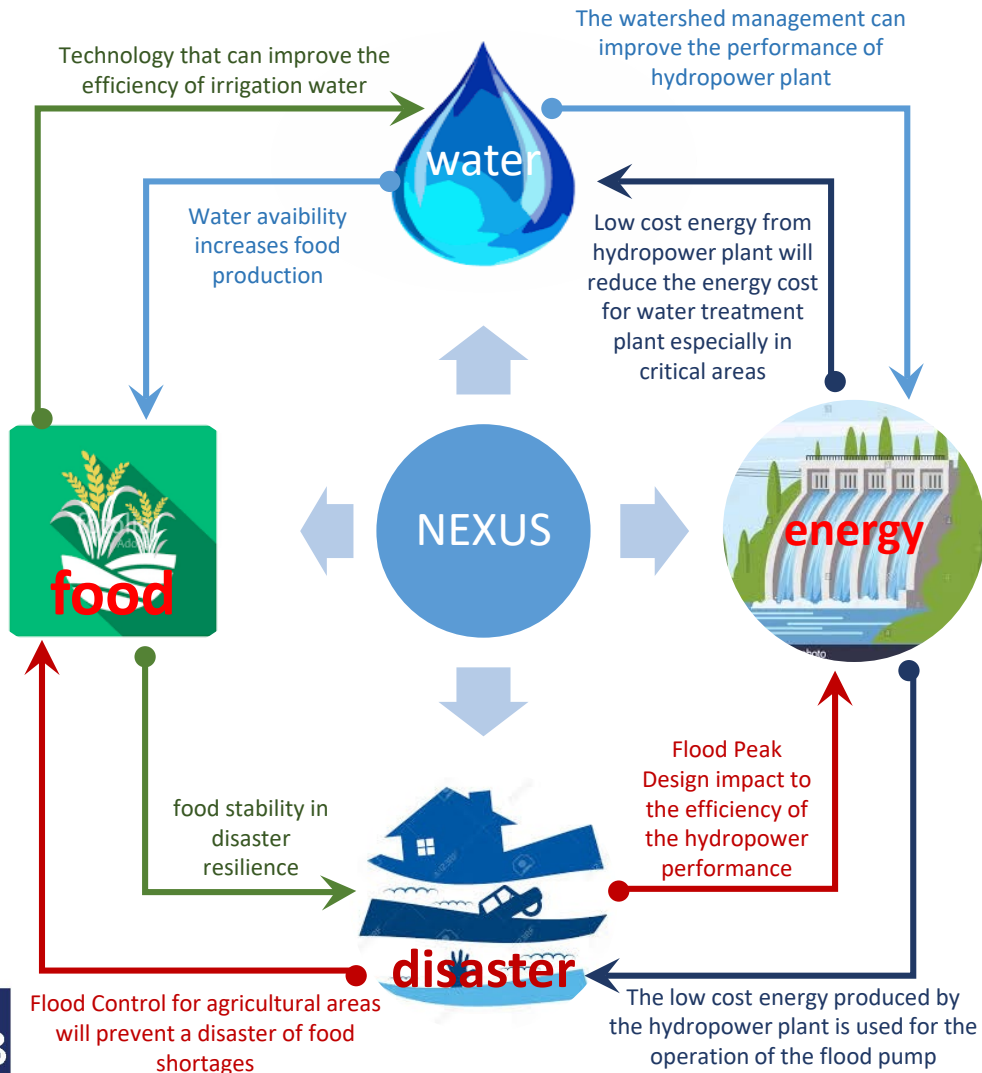 The watershed management can
improve the performance of
hydropower plant
Technology that can improve the
efficiency of irrigation water
water
Water avaibility
increases food
production
Low cost energy from
hydropower plant will
reduce the energy cost
for water treatment
plant especially in
critical areas
NEXUS
food
energy
food stability in
disaster
resilience
Flood Peak
Design impact to
the efficiency of
the hydropower
performance
disaster
Flood Control for agricultural areas
will prevent a disaster of food
shortages
The low cost energy produced by
the hydropower plant is used for the
operation of the flood pump